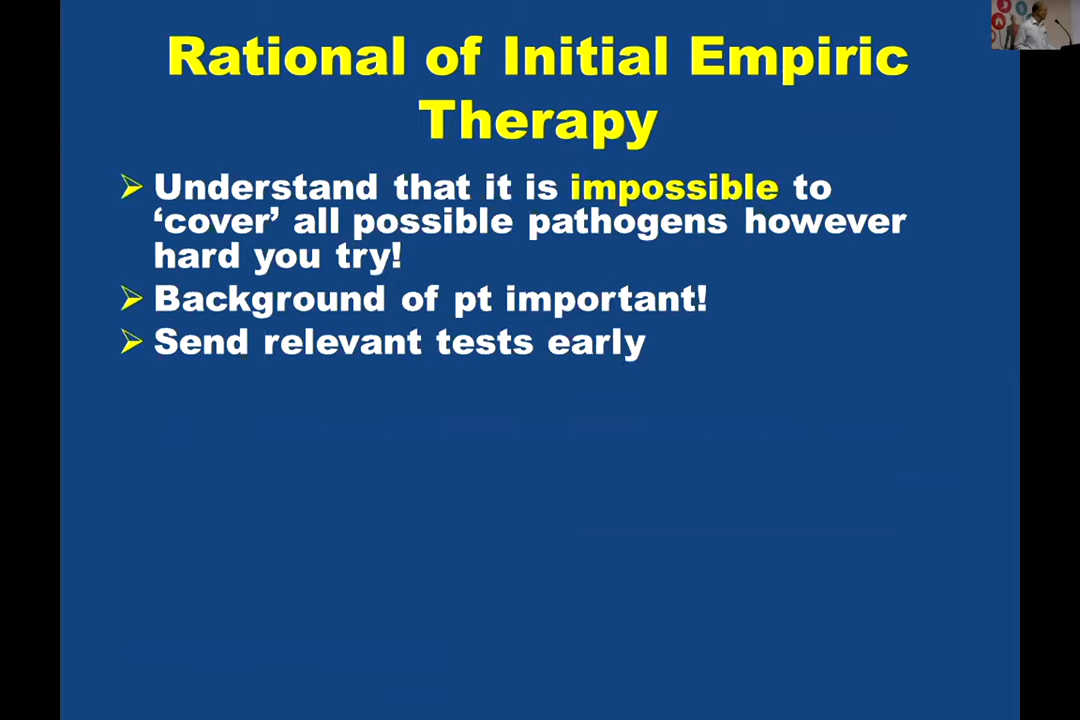 Rational of Initial Empiric
Therapy
Understand that it is impossible to
‘cover’ all possible pathogens however
hard you try!
Background of pt important!
Send relevant tests early